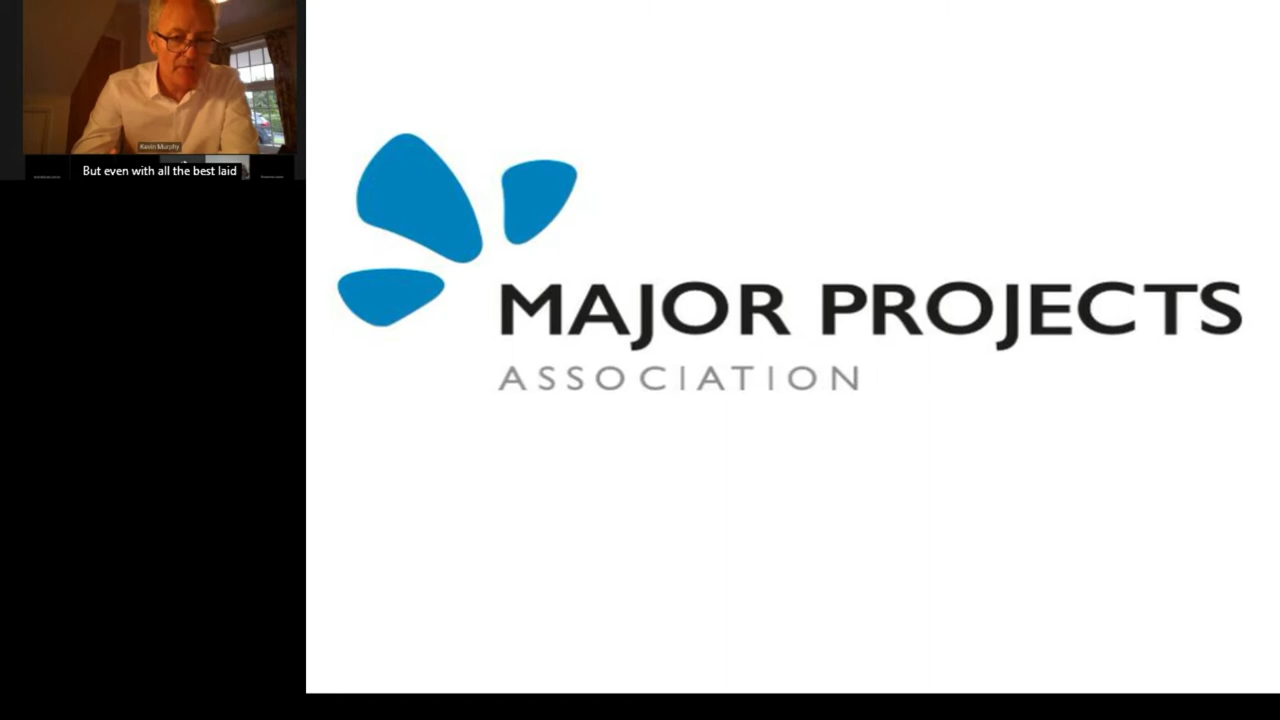 Kevin Murphy
But even with all the best laid
MAJOR PROJECTS
ASSOCIATION